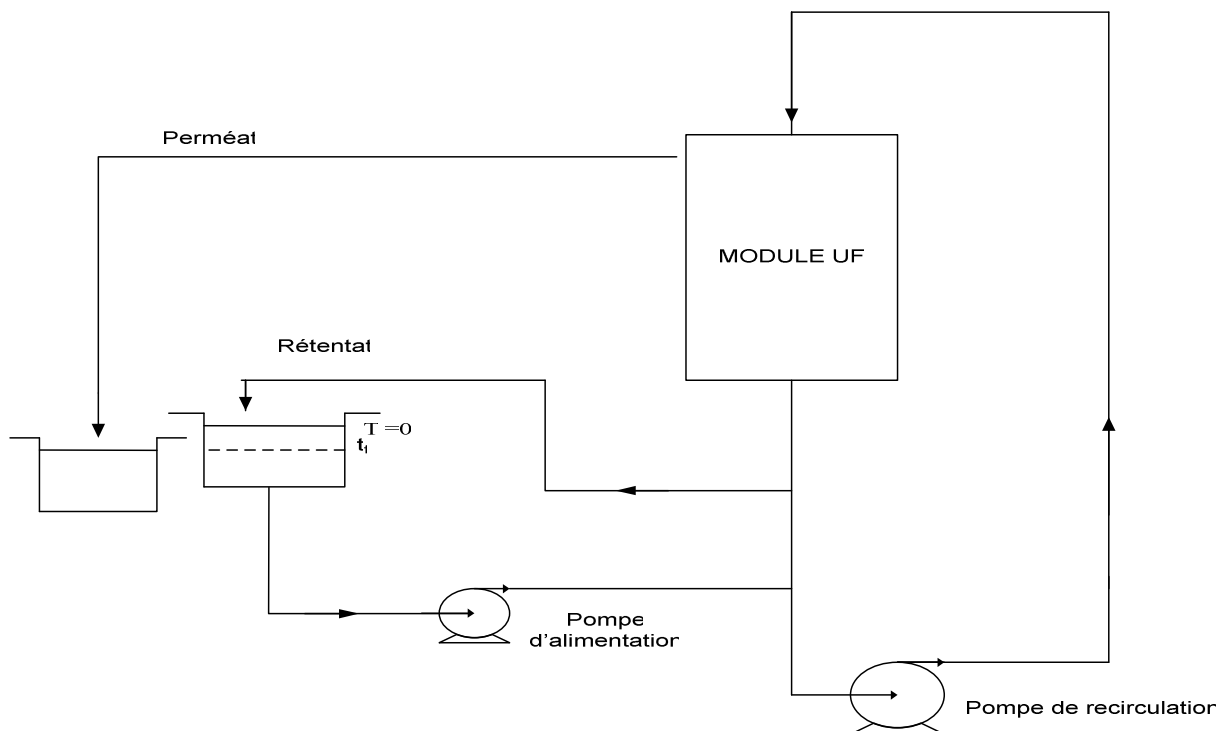 Perméat
MODULE UF
Rétentat
T =0
t1
Pompe
d'alimentation
Pompe de recirculation